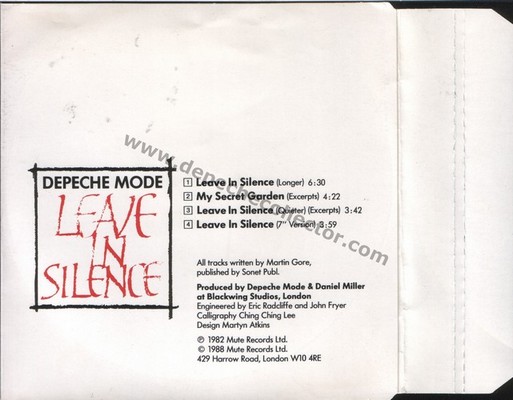 DEPECHE MODE
LEAVE
IN
SILENCE
1 Leave In Silence (Longer) 6:30
2 My Secret Garden (Excerpts) 4:22
3 Leave In Silence (Quieter) (Excerpts) 3:42
4 Leave In Silence (7" Version) 3:59
All tracks written by Martin Gore,
published by Sonet Publ.
Produced by Depeche Mode & Daniel Miller
at Blackwing Studios, London
Engineered by Eric Radcliffe and John Fryer
Calligraphy Ching Ching Lee
Design Martyn Atkins
℗ 1982 Mute Records Ltd.
© 1988 Mute Records Ltd.
429 Harrow Road, London W10 4RE
www.depechecollector.com